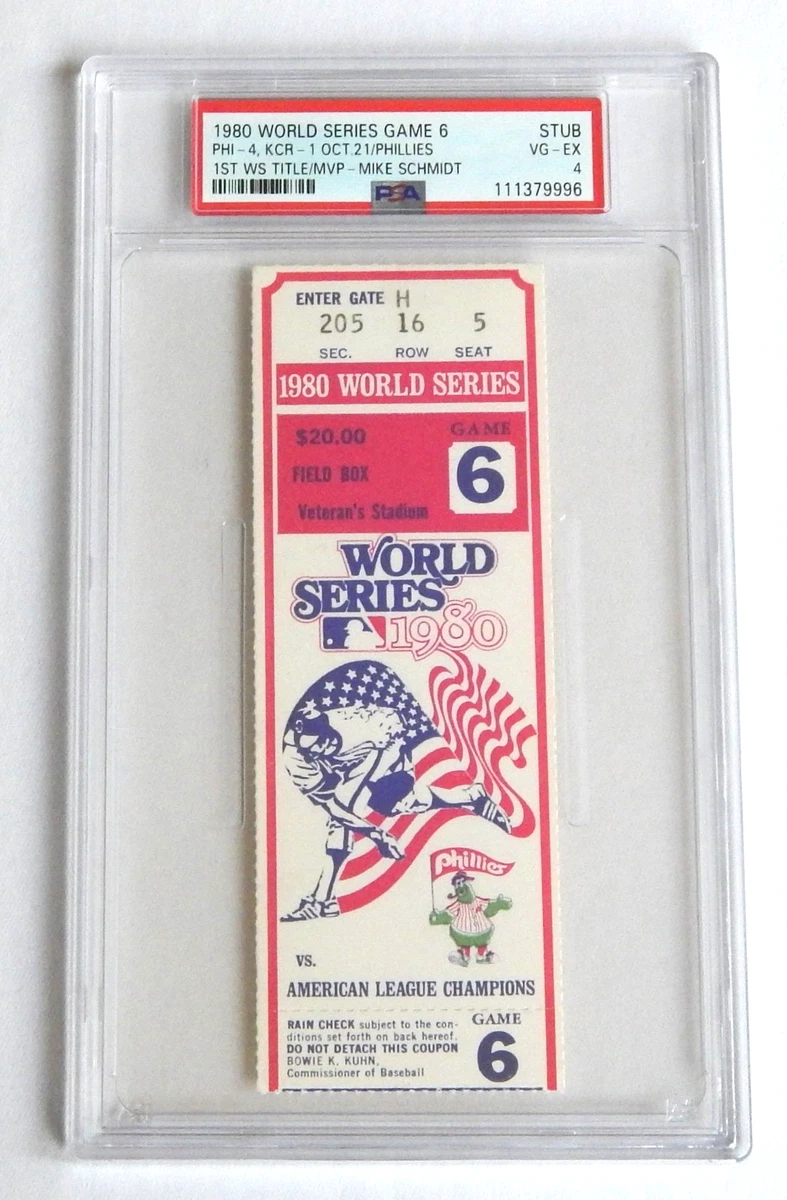 1980 WORLD SERIES GAME 6 STUB
PHI-4, KCR-1 OCT.21/PHILLIES VG-EX
1ST WS TITLE/MVP-MIKE SCHMIDT 4
PSA 111379996
ENTER GATE H
205 16 5
SEC. ROW SEAT
1980 WORLD SERIES
$20.00 GAME
FIELD BOX 6
Veteran's Stadium
WORLD
SERIES
1980
Phillies
VS.
AMERICAN LEAGUE CHAMPIONS
RAIN CHECK subject to the con-
ditions set forth on back hereof.
DO NOT DETACH THIS COUPON
BOWIE K. KUHN,
Commissioner of Baseball
GAME
6